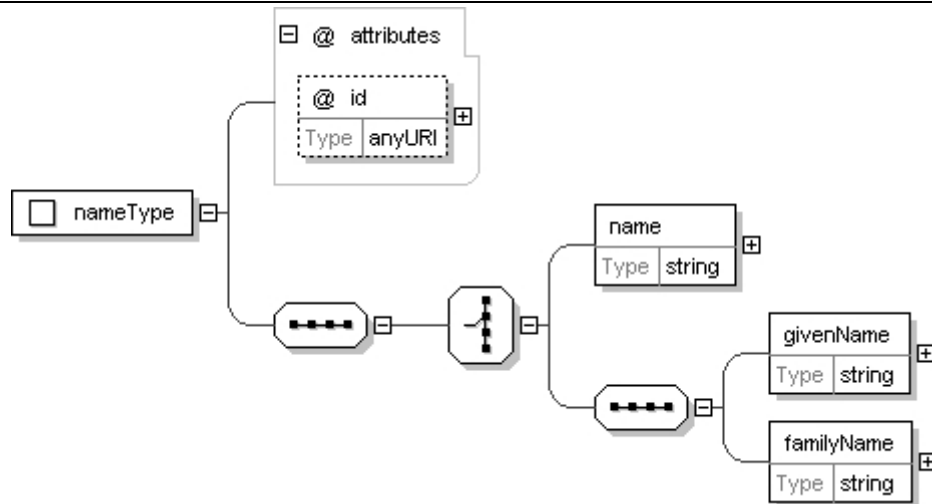 @ attributes
@ id
Type anyURI
nameType
name
Type string
givenName
Type string
familyName
Type string